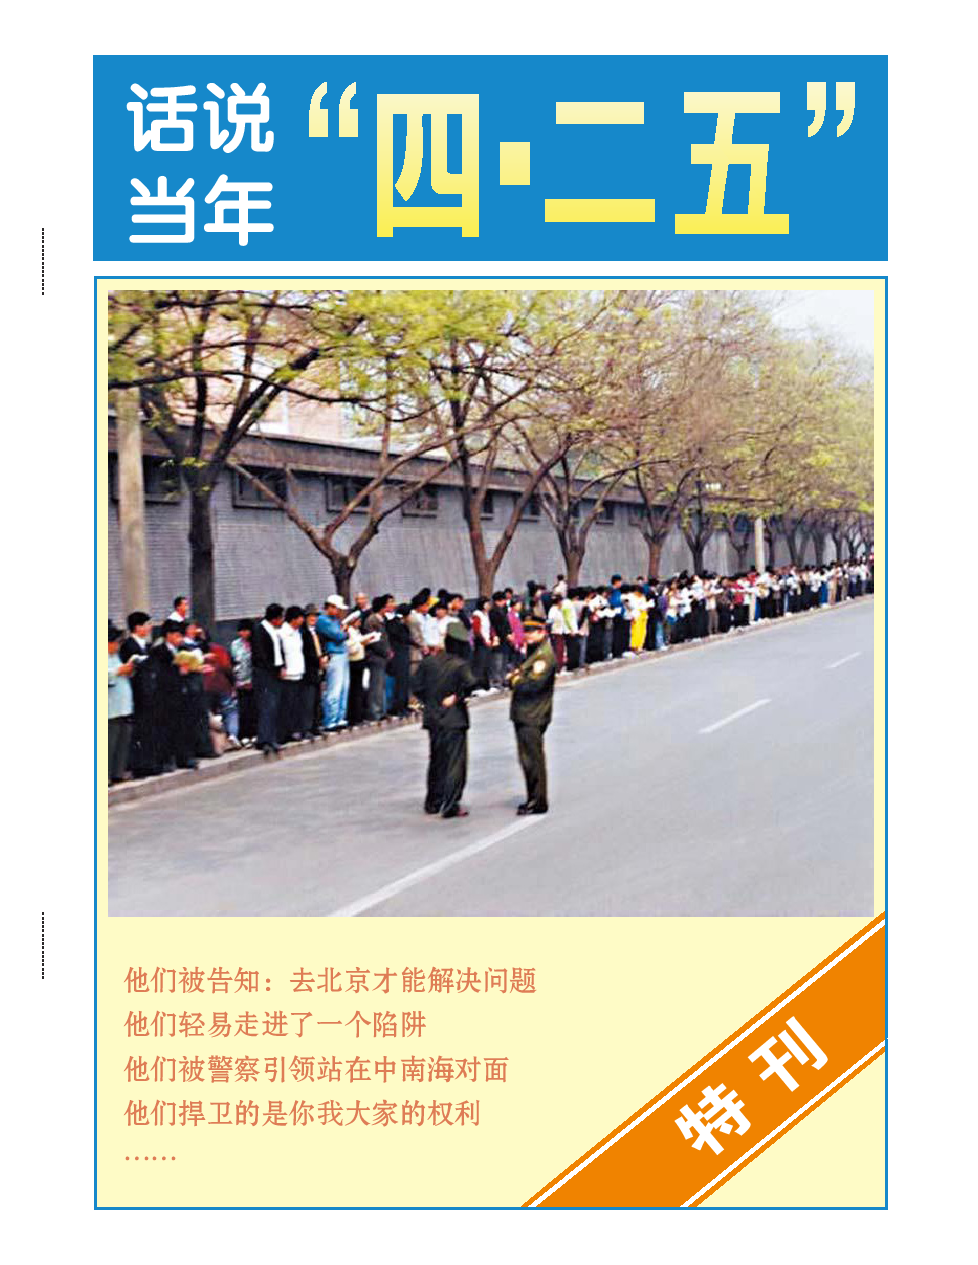 话说
当年
“四·二五”
他们被告知：去北京才能解决问题
他们轻易走进了一个陷阱
他们被警察引领站在中南海对面
他们捍卫的是你我大家的权利
……
特刊